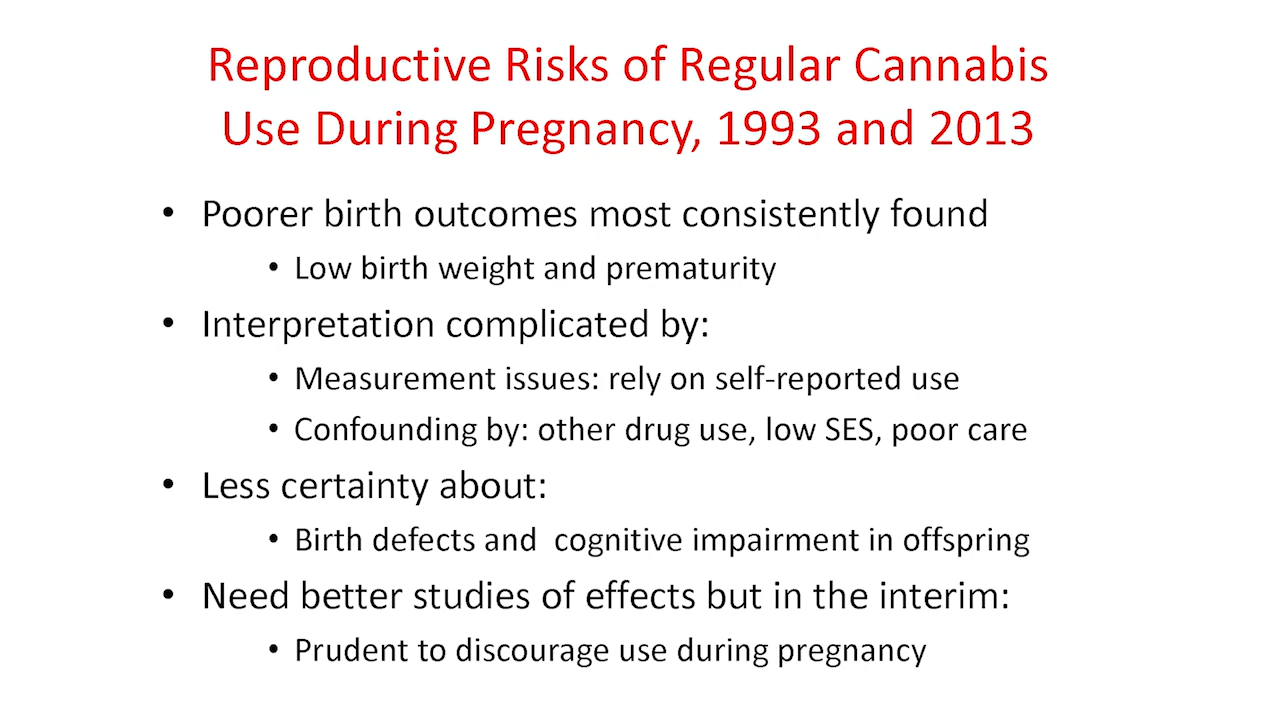 Reproductive Risks of Regular Cannabis
Use During Pregnancy, 1993 and 2013
• Poorer birth outcomes most consistently found
• Low birth weight and prematurity
• Interpretation complicated by:
• Measurement issues: rely on self-reported use
• Confounding by: other drug use, low SES, poor care
• Less certainty about:
• Birth defects and  cognitive impairment in offspring
• Need better studies of effects but in the interim:
• Prudent to discourage use during pregnancy